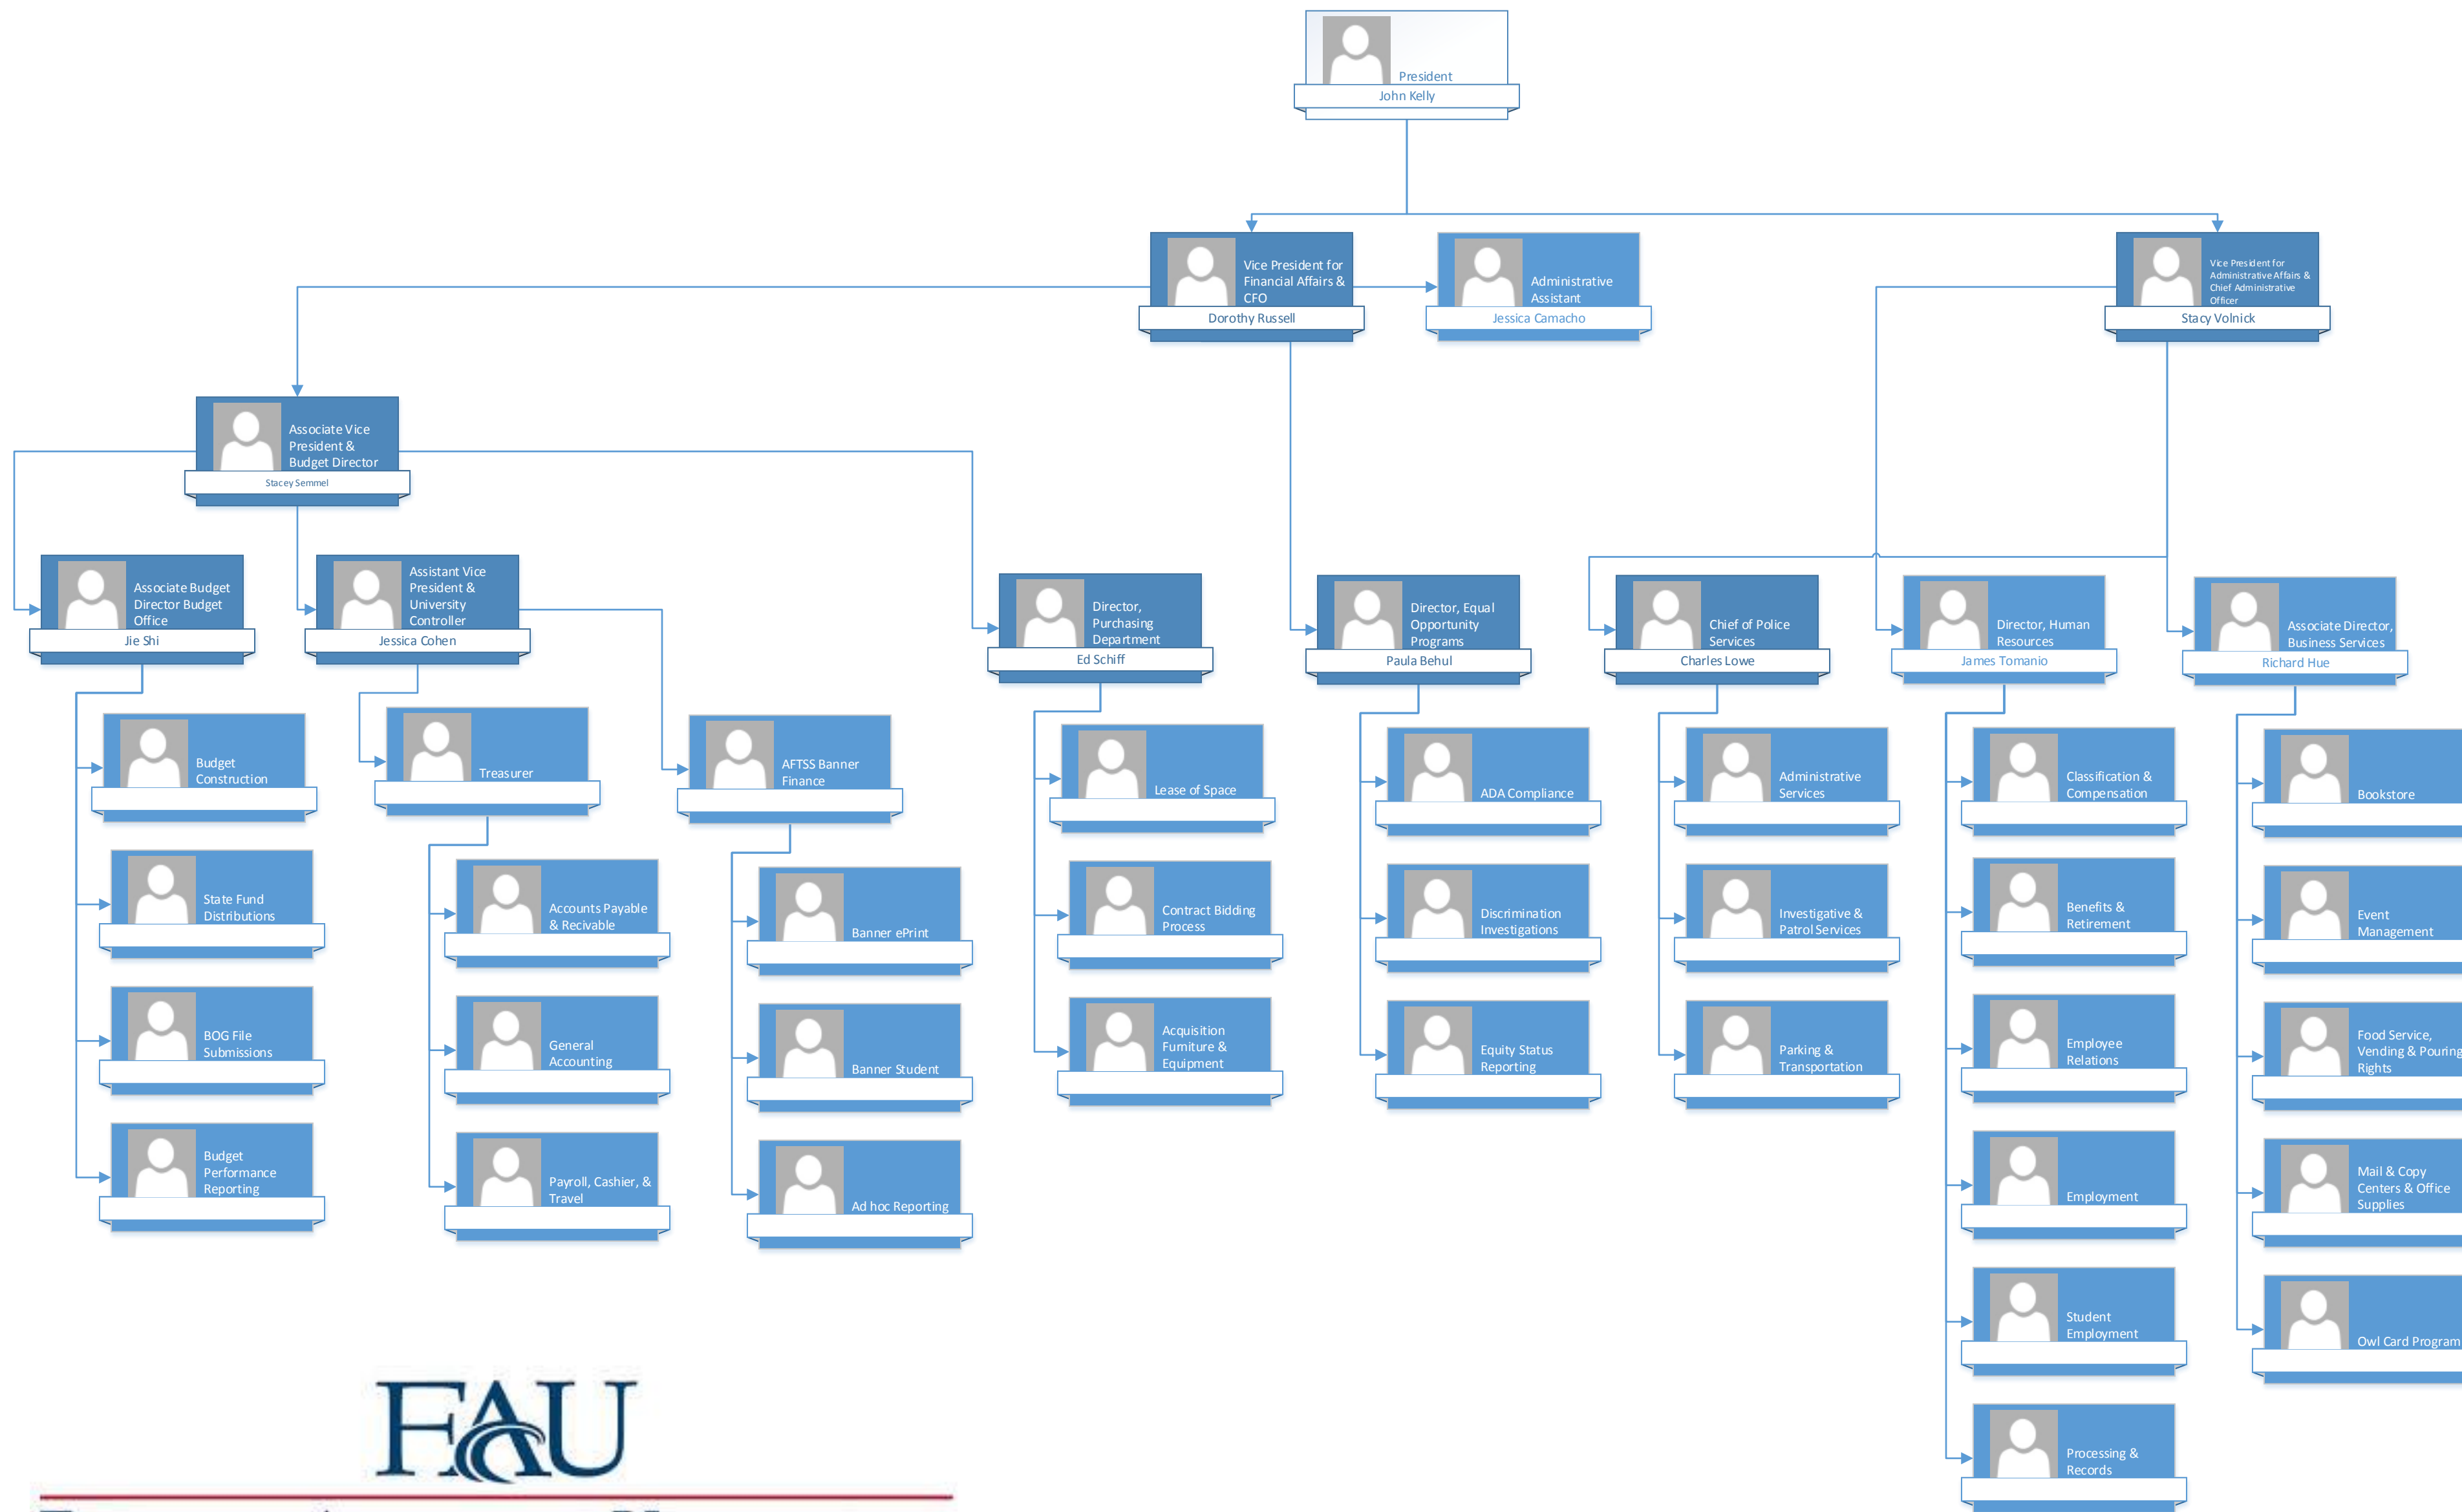 President
John Kelly
Vice President for
Financial Affairs &
CFO
Dorothy Russell
Administrative
Assistant
Jessica Camacho
Vice President for
Administrative Affairs &
Chief Administrative
Officer
Stacy Volnick
Associate Vice
President &
Budget Director
Stacey Semmel
Associate Budget
Director Budget
Office
Jie Shi
Assistant Vice
President &
University
Controller
Jessica Cohen
Director,
Purchasing
Department
Ed Schiff
Director, Equal
Opportunity
Programs
Paula Behul
Chief of Police
Services
Charles Lowe
Director, Human
Resources
James Tomanio
Associate Director,
Business Services
Richard Hue
Budget
Construction
State Fund
Distributions
BOG File
Submissions
Budget
Performance
Reporting
Treasurer
Accounts Payable
& Recivable
General
Accounting
Payroll, Cashier, &
Travel
AFTSS Banner
Finance
Banner ePrint
Banner Student
Ad hoc Reporting
Lease of Space
Contract Bidding
Process
Acquisition
Furniture &
Equipment
ADA Compliance
Discrimination
Investigations
Equity Status
Reporting
Administrative
Services
Investigative &
Patrol Services
Parking &
Transportation
Classification &
Compensation
Benefits &
Retirement
Employee
Relations
Employment
Student
Employment
Processing &
Records
Bookstore
Event
Management
Food Service,
Vending & Pouring
Rights
Mail & Copy
Centers & Office
Supplies
Owl Card Program
FAU